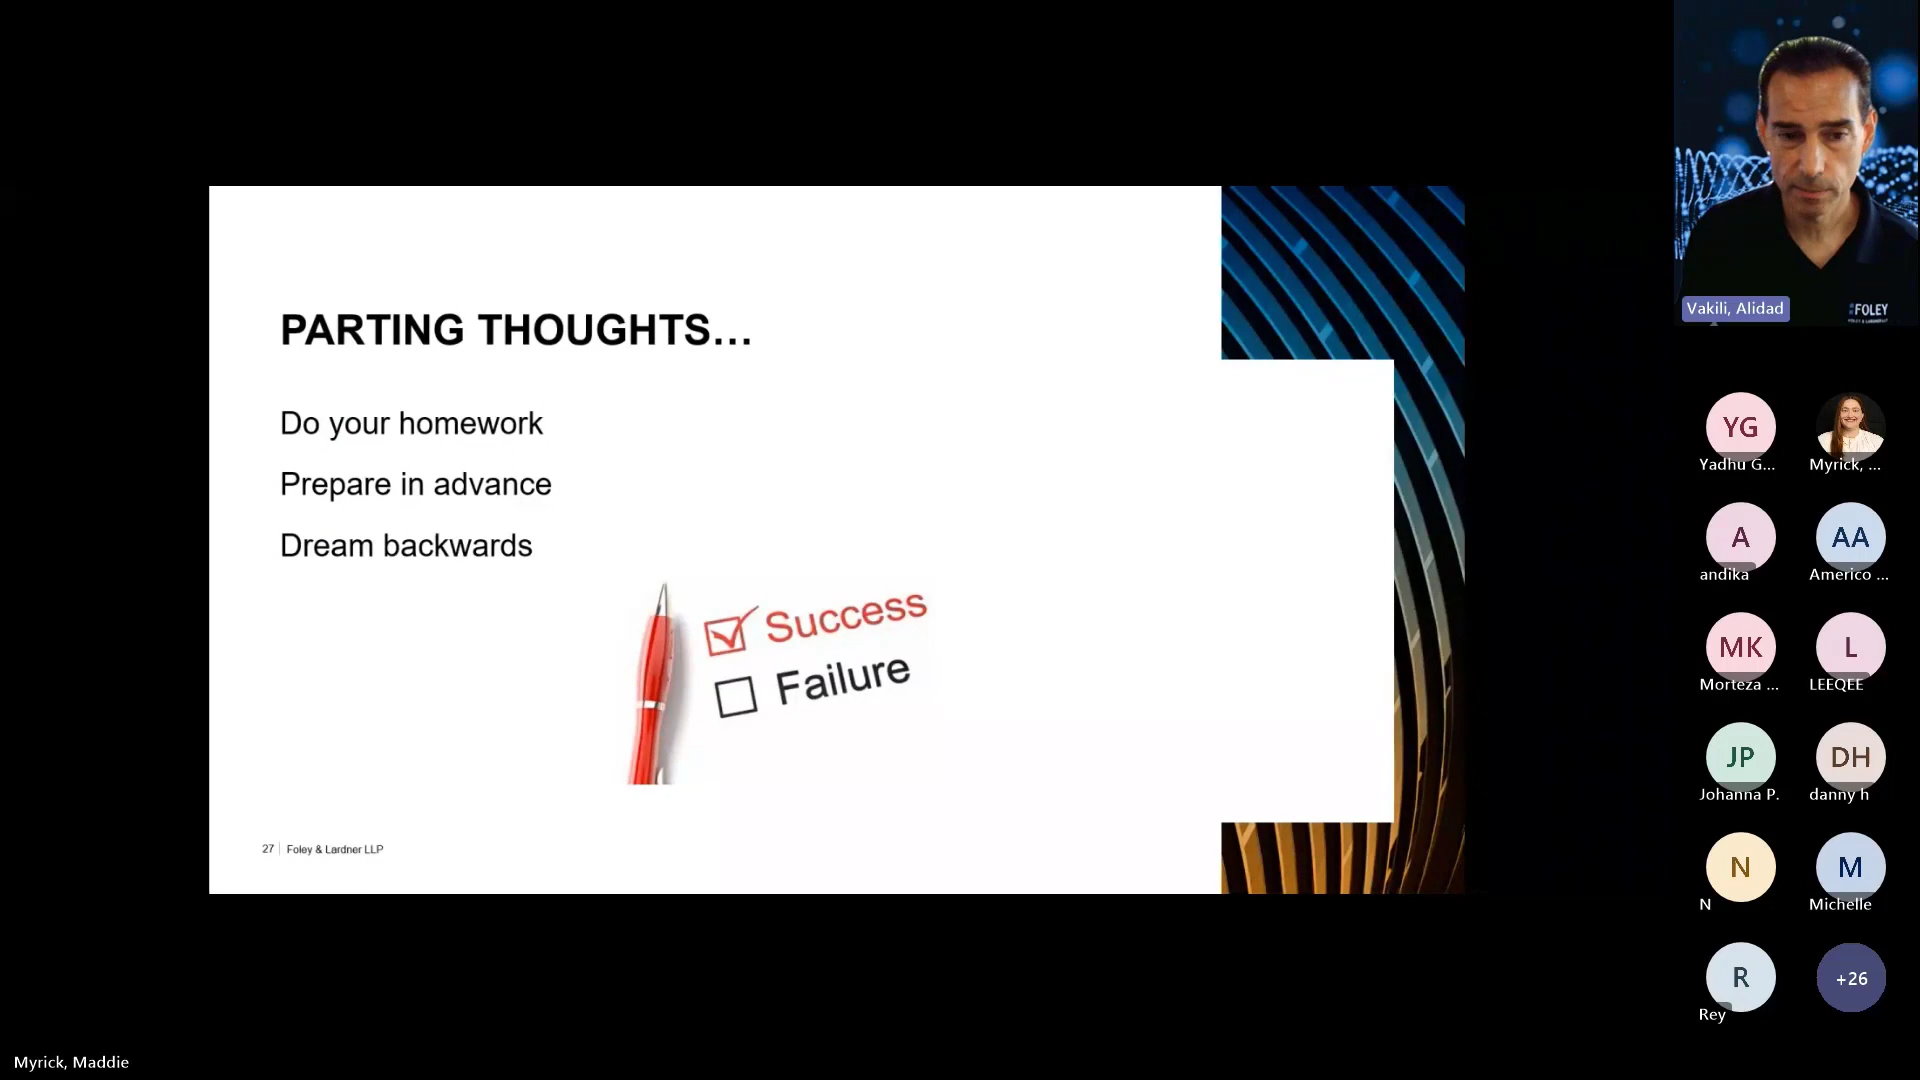 PARTING THOUGHTS…
Do your homework
Prepare in advance
Dream backwards
Success
Failure
27 Foley & Lardner LLP
Vakili, Alidad
FOLEY
YG
Yadhu G...
Myrick, ...
A
andika
AA
Americo ...
MK
Morteza ...
L
LEEQEE
JP
Johanna P.
DH
danny h
N
N
M
Michelle
R
Rey
+26
Myrick, Maddie